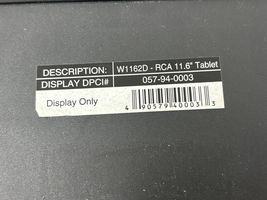 DESCRIPTION: W1162D - RCA 11.6" Tablet
DISPLAY DPCI# 057-94-0003
Display Only
4 90579 40003 3